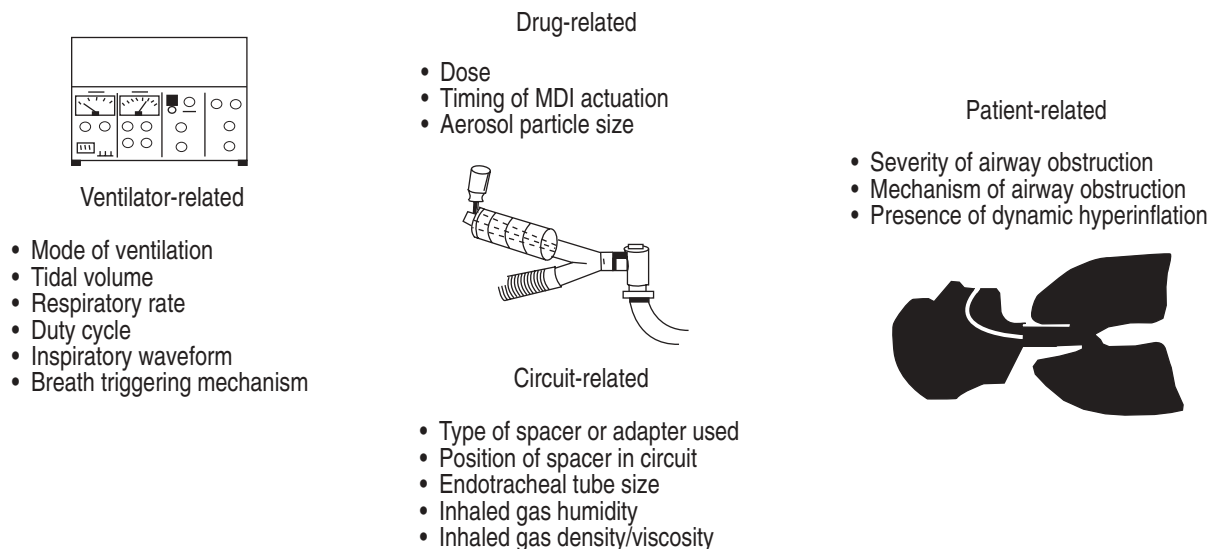 Ventilator-related
• Mode of ventilation
• Tidal volume
• Respiratory rate
• Duty cycle
• Inspiratory waveform
• Breath triggering mechanism
Drug-related
• Dose
• Timing of MDI actuation
• Aerosol particle size
Circuit-related
• Type of spacer or adapter used
• Position of spacer in circuit
• Endotracheal tube size
• Inhaled gas humidity
• Inhaled gas density/viscosity
Patient-related
• Severity of airway obstruction
• Mechanism of airway obstruction
• Presence of dynamic hyperinflation